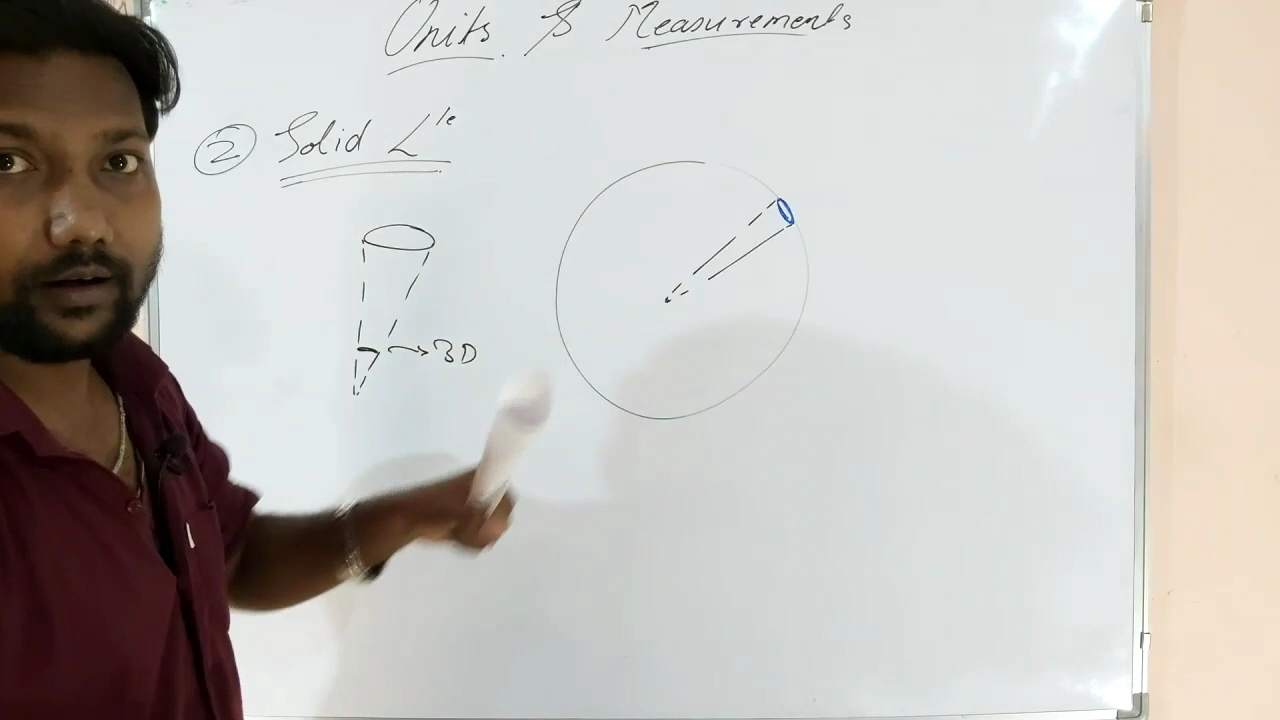 Units & Measurements
② Solid L^le
→ 3D